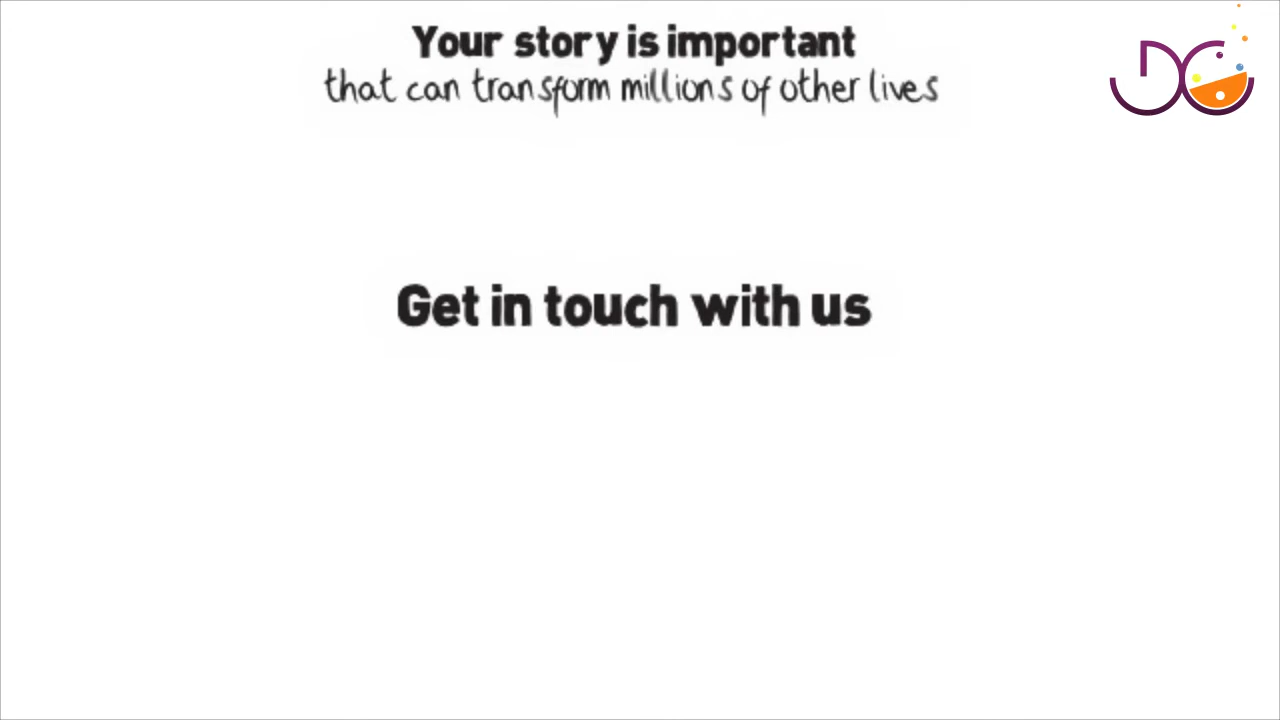 Your story is important
that can transform millions of other lives
Get in touch with us